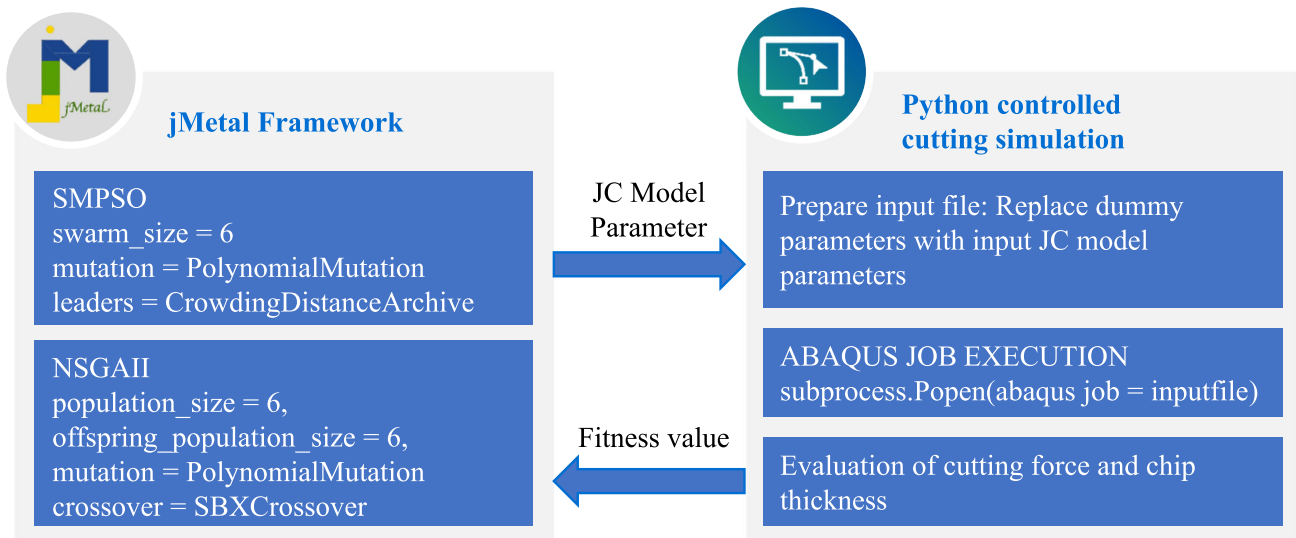 jMetal
jMetal Framework
SMPSO
swarm_size = 6
mutation = PolynomialMutation
leaders = CrowdingDistanceArchive
NSGAII
population_size = 6,
offspring_population_size = 6,
mutation = PolynomialMutation
crossover = SBXCrossover
JC Model
Parameter
Fitness value
Python controlled
cutting simulation
Prepare input file: Replace dummy
parameters with input JC model
parameters
ABAQUS JOB EXECUTION
subprocess.Popen(abaqus job = inputfile)
Evaluation of cutting force and chip
thickness